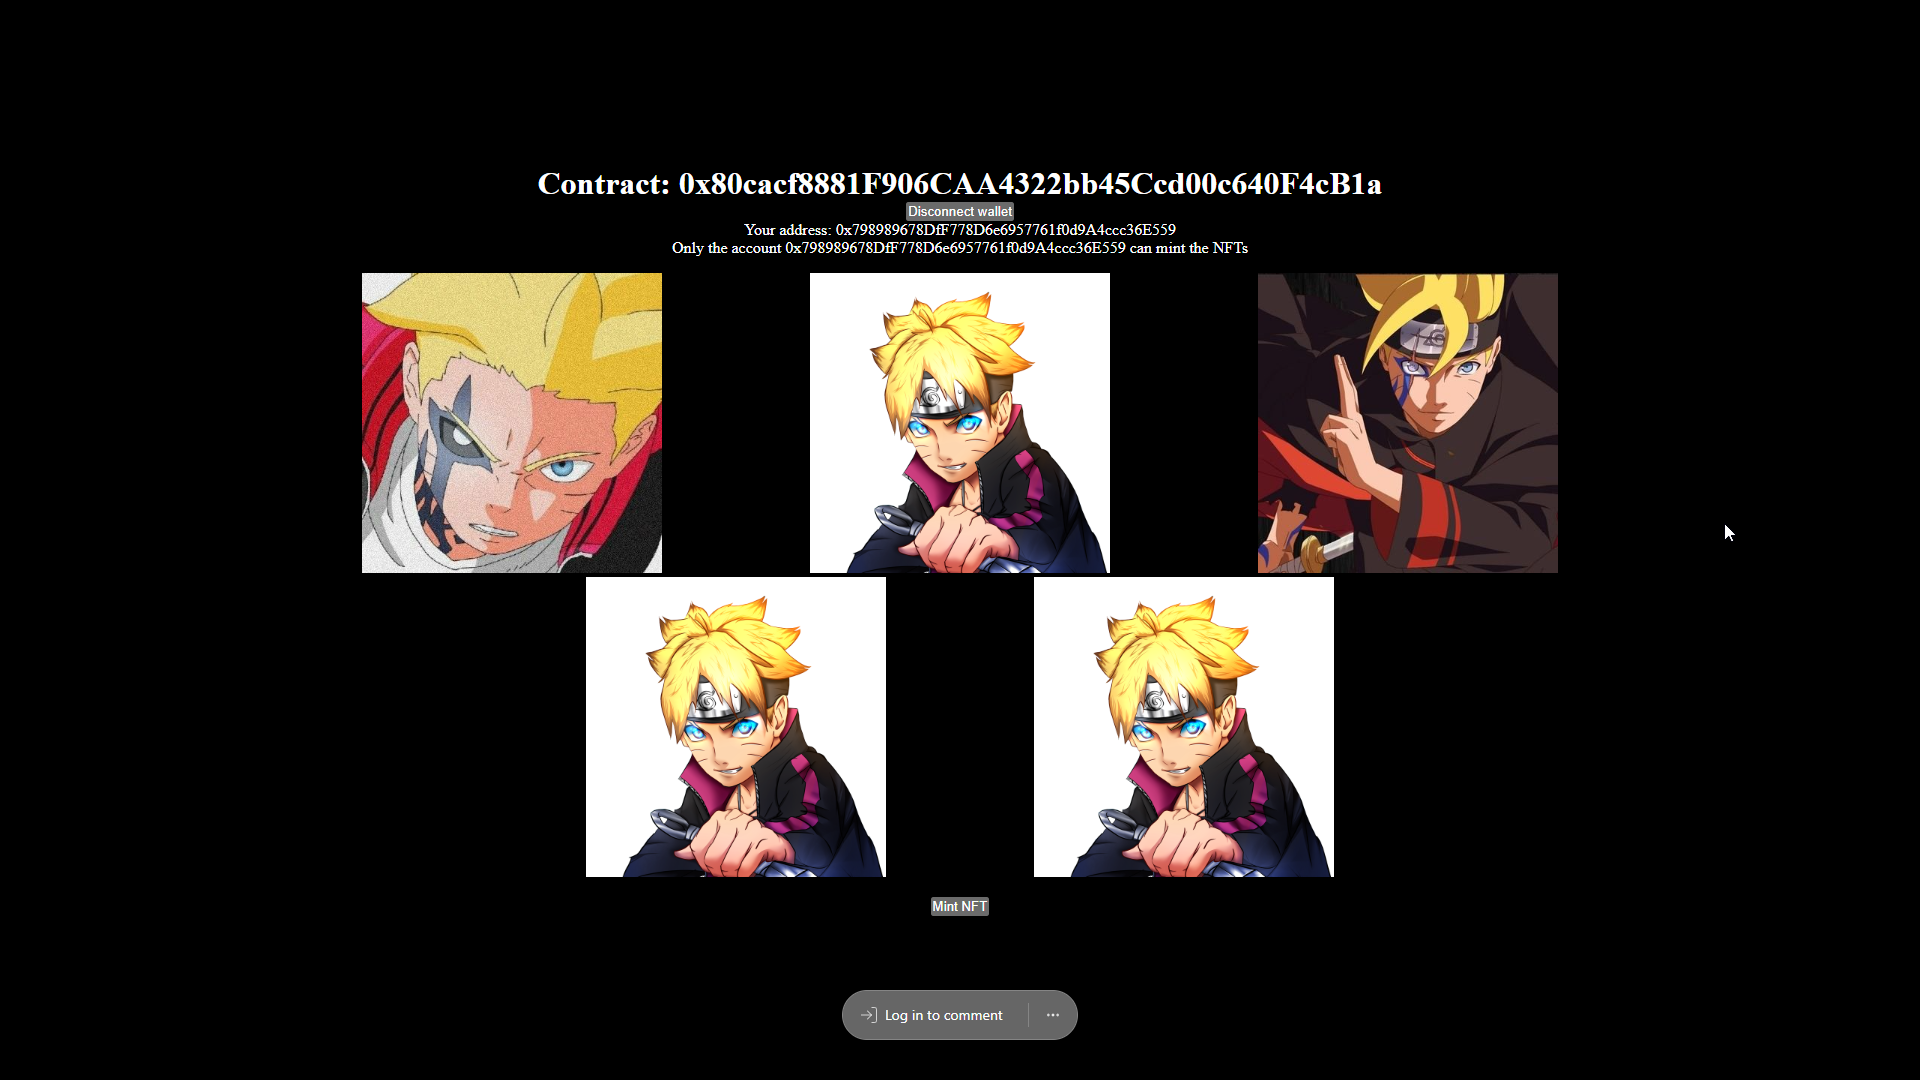 Contract: 0x80cacf8881F906CAA4322bb45Ccd00c640F4cB1a
Disconnect wallet
Your address: 0x798989678DfF778D6e6957761f0d9A4ccc36E559
Only the account 0x798989678DfF778D6e6957761f0d9A4ccc36E559 can mint the NFTs
Mint NFT
Log in to comment